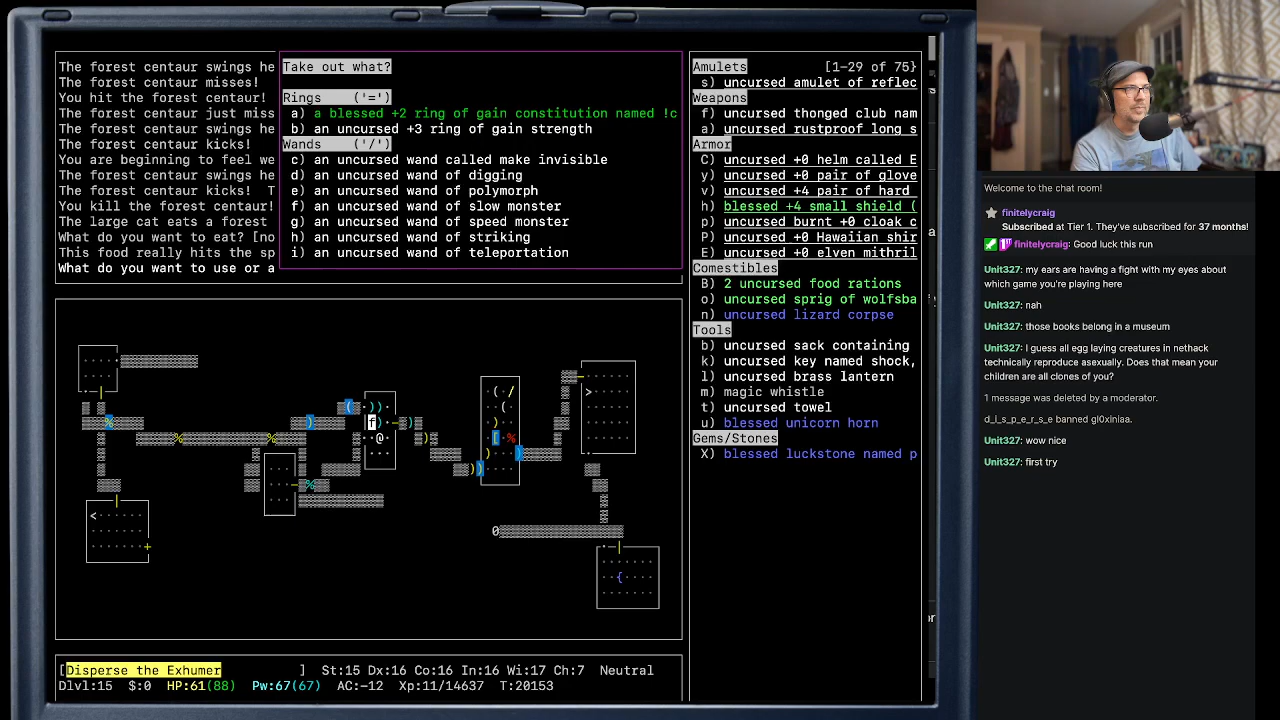 The forest centaur swings he
The forest centaur misses!
You hit the forest centaur!
The forest centaur just miss
The forest centaur swings he
The forest centaur kicks!
You are beginning to feel we
The forest centaur swings he
The forest centaur kicks!  T
You kill the forest centaur!
The large cat eats a forest
What do you want to eat? [no
This food really hits the sp
What do you want to use or a
Take out what?
Rings    ('=')
a) a blessed +2 ring of gain constitution named !c
b) an uncursed +3 ring of gain strength
Wands    ('/')
c) an uncursed wand called make invisible
d) an uncursed wand of digging
e) an uncursed wand of polymorph
f) an uncursed wand of slow monster
g) an uncursed wand of speed monster
h) an uncursed wand of striking
i) an uncursed wand of teleportation
Amulets [1-29 of 75}
s) uncursed amulet of reflec
Weapons
f) uncursed thonged club nam
a) uncursed rustproof long s
Armor
C) uncursed +0 helm called E
y) uncursed +0 pair of glove
v) uncursed +4 pair of hard
h) blessed +4 small shield (
p) uncursed burnt +0 cloak c
P) uncursed +0 Hawaiian shir
E) uncursed +0 elven mithril
Comestibles
B) 2 uncursed food rations
o) uncursed sprig of wolfsba
n) uncursed lizard corpse
Tools
b) uncursed sack containing
k) uncursed key named shock,
l) uncursed brass lantern
m) magic whistle
t) uncursed towel
u) blessed unicorn horn
Gems/Stones
X) blessed luckstone named p
[Disperse the Exhumer ] St:15 Dx:16 Co:16 In:16 Wi:17 Ch:7 Neutral
Dlvl:15 $:0 HP:61(88) Pw:67(67) AC:-12 Xp:11/14637 T:20153
Welcome to the chat room!
finitelycraig
Subscribed at Tier 1. They've subscribed for 37 months!
finitelycraig: Good luck this run
Unit327: my ears are having a fight with my eyes about
which game you're playing here
Unit327: nah
Unit327: those books belong in a museum
Unit327: I guess all egg laying creatures in nethack
technically reproduce asexually. Does that mean your
children are all clones of you?
1 message was deleted by a moderator.
d_i_s_p_e_r_s_e banned gl0xinlaa.
Unit327: wow nice
Unit327: first try